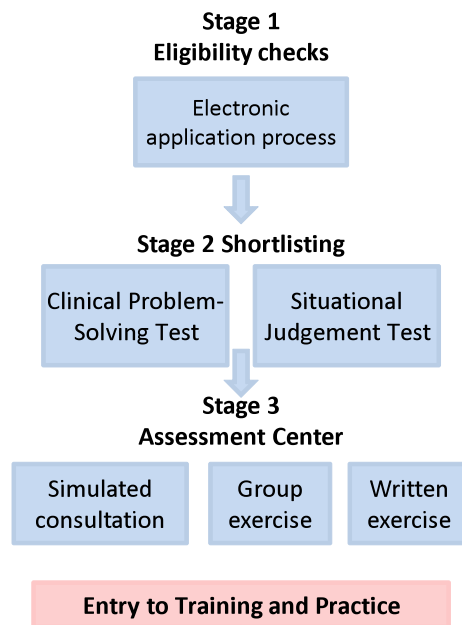 Stage 1
Eligibility checks
Electronic
application process
Stage 2 Shortlisting
Clinical Problem-
Solving Test
Situational
Judgement Test
Stage 3
Assessment Center
Simulated
consultation
Group
exercise
Written
exercise
Entry to Training and Practice